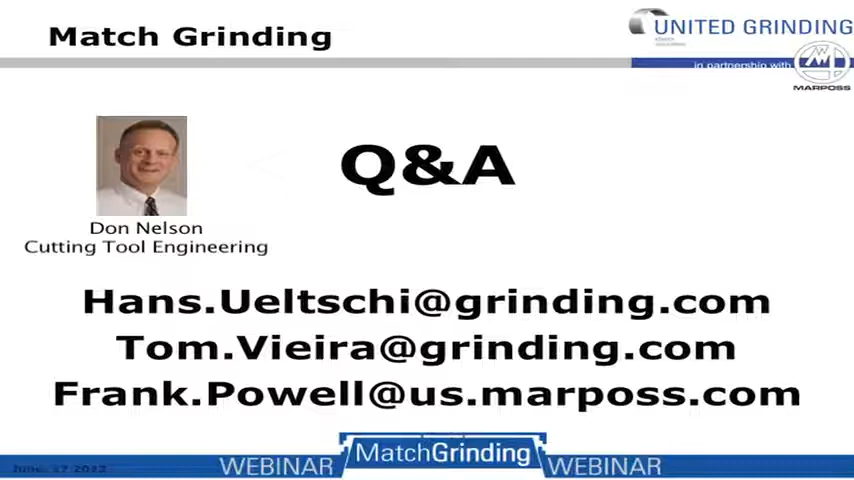 Match Grinding
UNITED GRINDING
in partnership with
MARPOSS
Q&A
Don Nelson
Cutting Tool Engineering
Hans.Ueltschi@grinding.com
Tom.Vieira@grinding.com
Frank.Powell@us.marposs.com
WEBINAR MatchGrinding WEBINAR